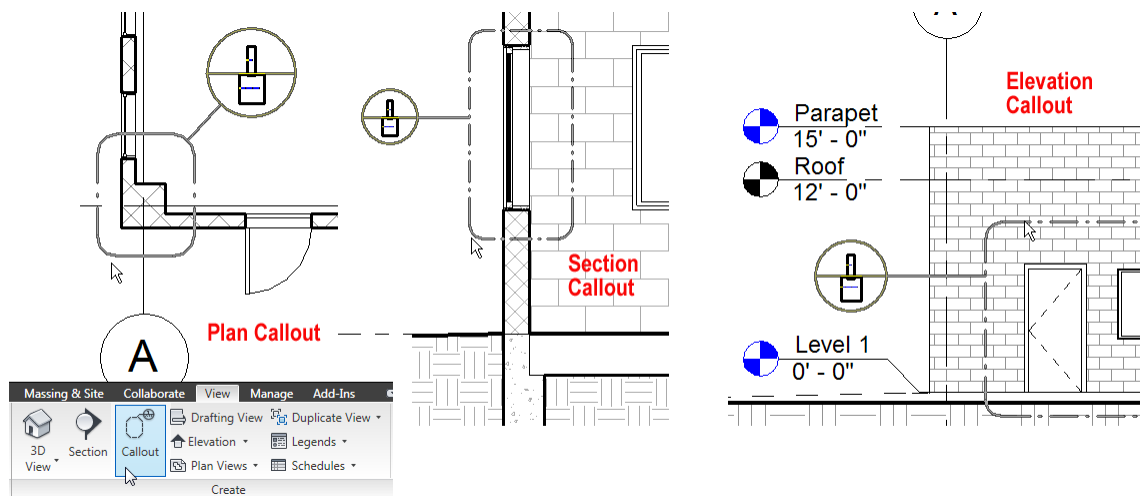 A
Elevation
Callout
Parapet
15' - 0"
Roof
12' - 0"
Section
Callout
Plan Callout
A
Level 1
0' - 0"
Massing & Site Collaborate View Manage Add-Ins
3D
View
Section
Callout
Drafting View
Duplicate View
Elevation
Legends
Plan Views
Schedules
Create